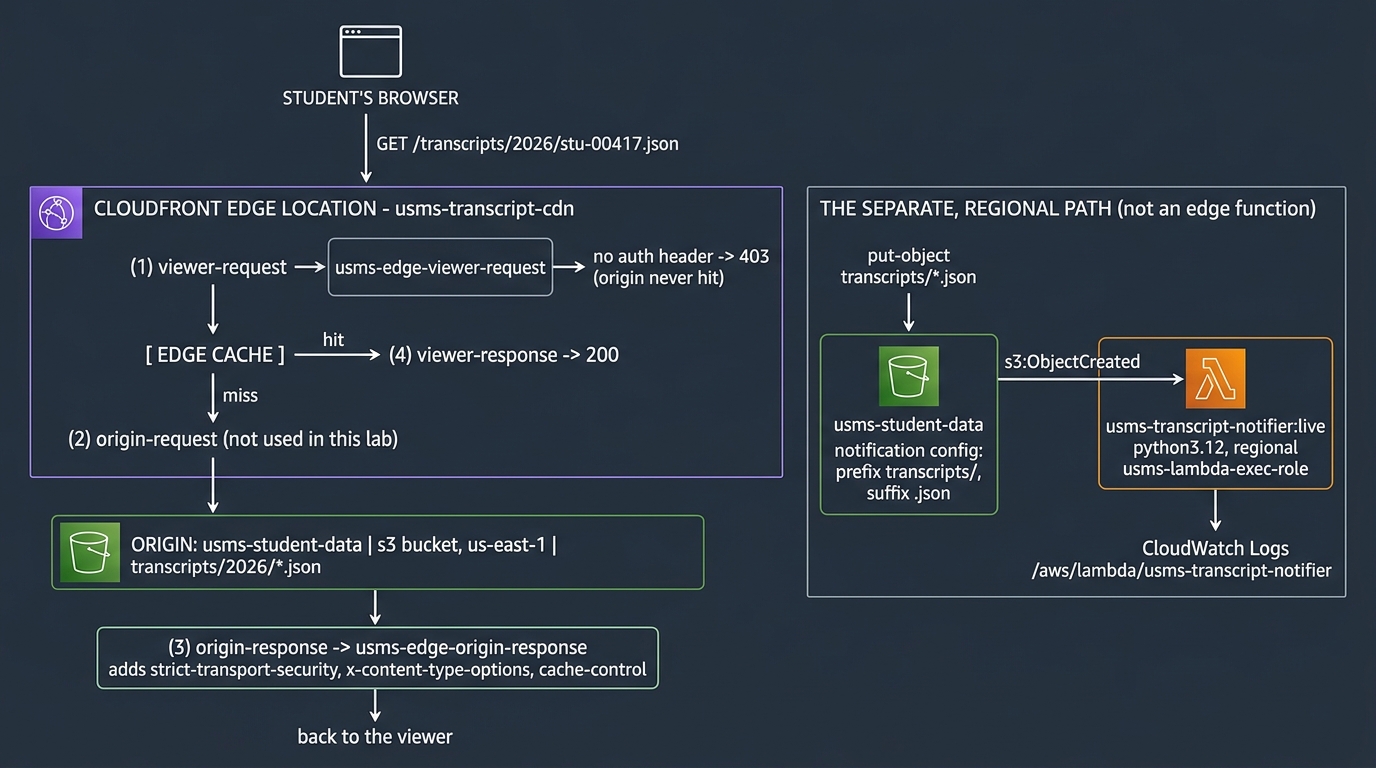 STUDENT'S BROWSER
GET /transcripts/2026/stu-00417.json
CLOUDFRONT EDGE LOCATION - usms-transcript-cdn
(1) viewer-request
usms-edge-viewer-request
no auth header -> 403
(origin never hit)
[ EDGE CACHE ]
hit
(4) viewer-response -> 200
miss
(2) origin-request (not used in this lab)
ORIGIN: usms-student-data | s3 bucket, us-east-1 |
transcripts/2026/*.json
(3) origin-response -> usms-edge-origin-response
adds strict-transport-security, x-content-type-options, cache-control
back to the viewer
THE SEPARATE, REGIONAL PATH (not an edge function)
put-object
transcripts/*.json
s3:ObjectCreated
usms-student-data
notification config:
prefix transcripts/,
suffix .json
usms-transcript-notifier:live
python3.12, regional
usms-lambda-exec-role
CloudWatch Logs
/aws/lambda/usms-transcript-notifier